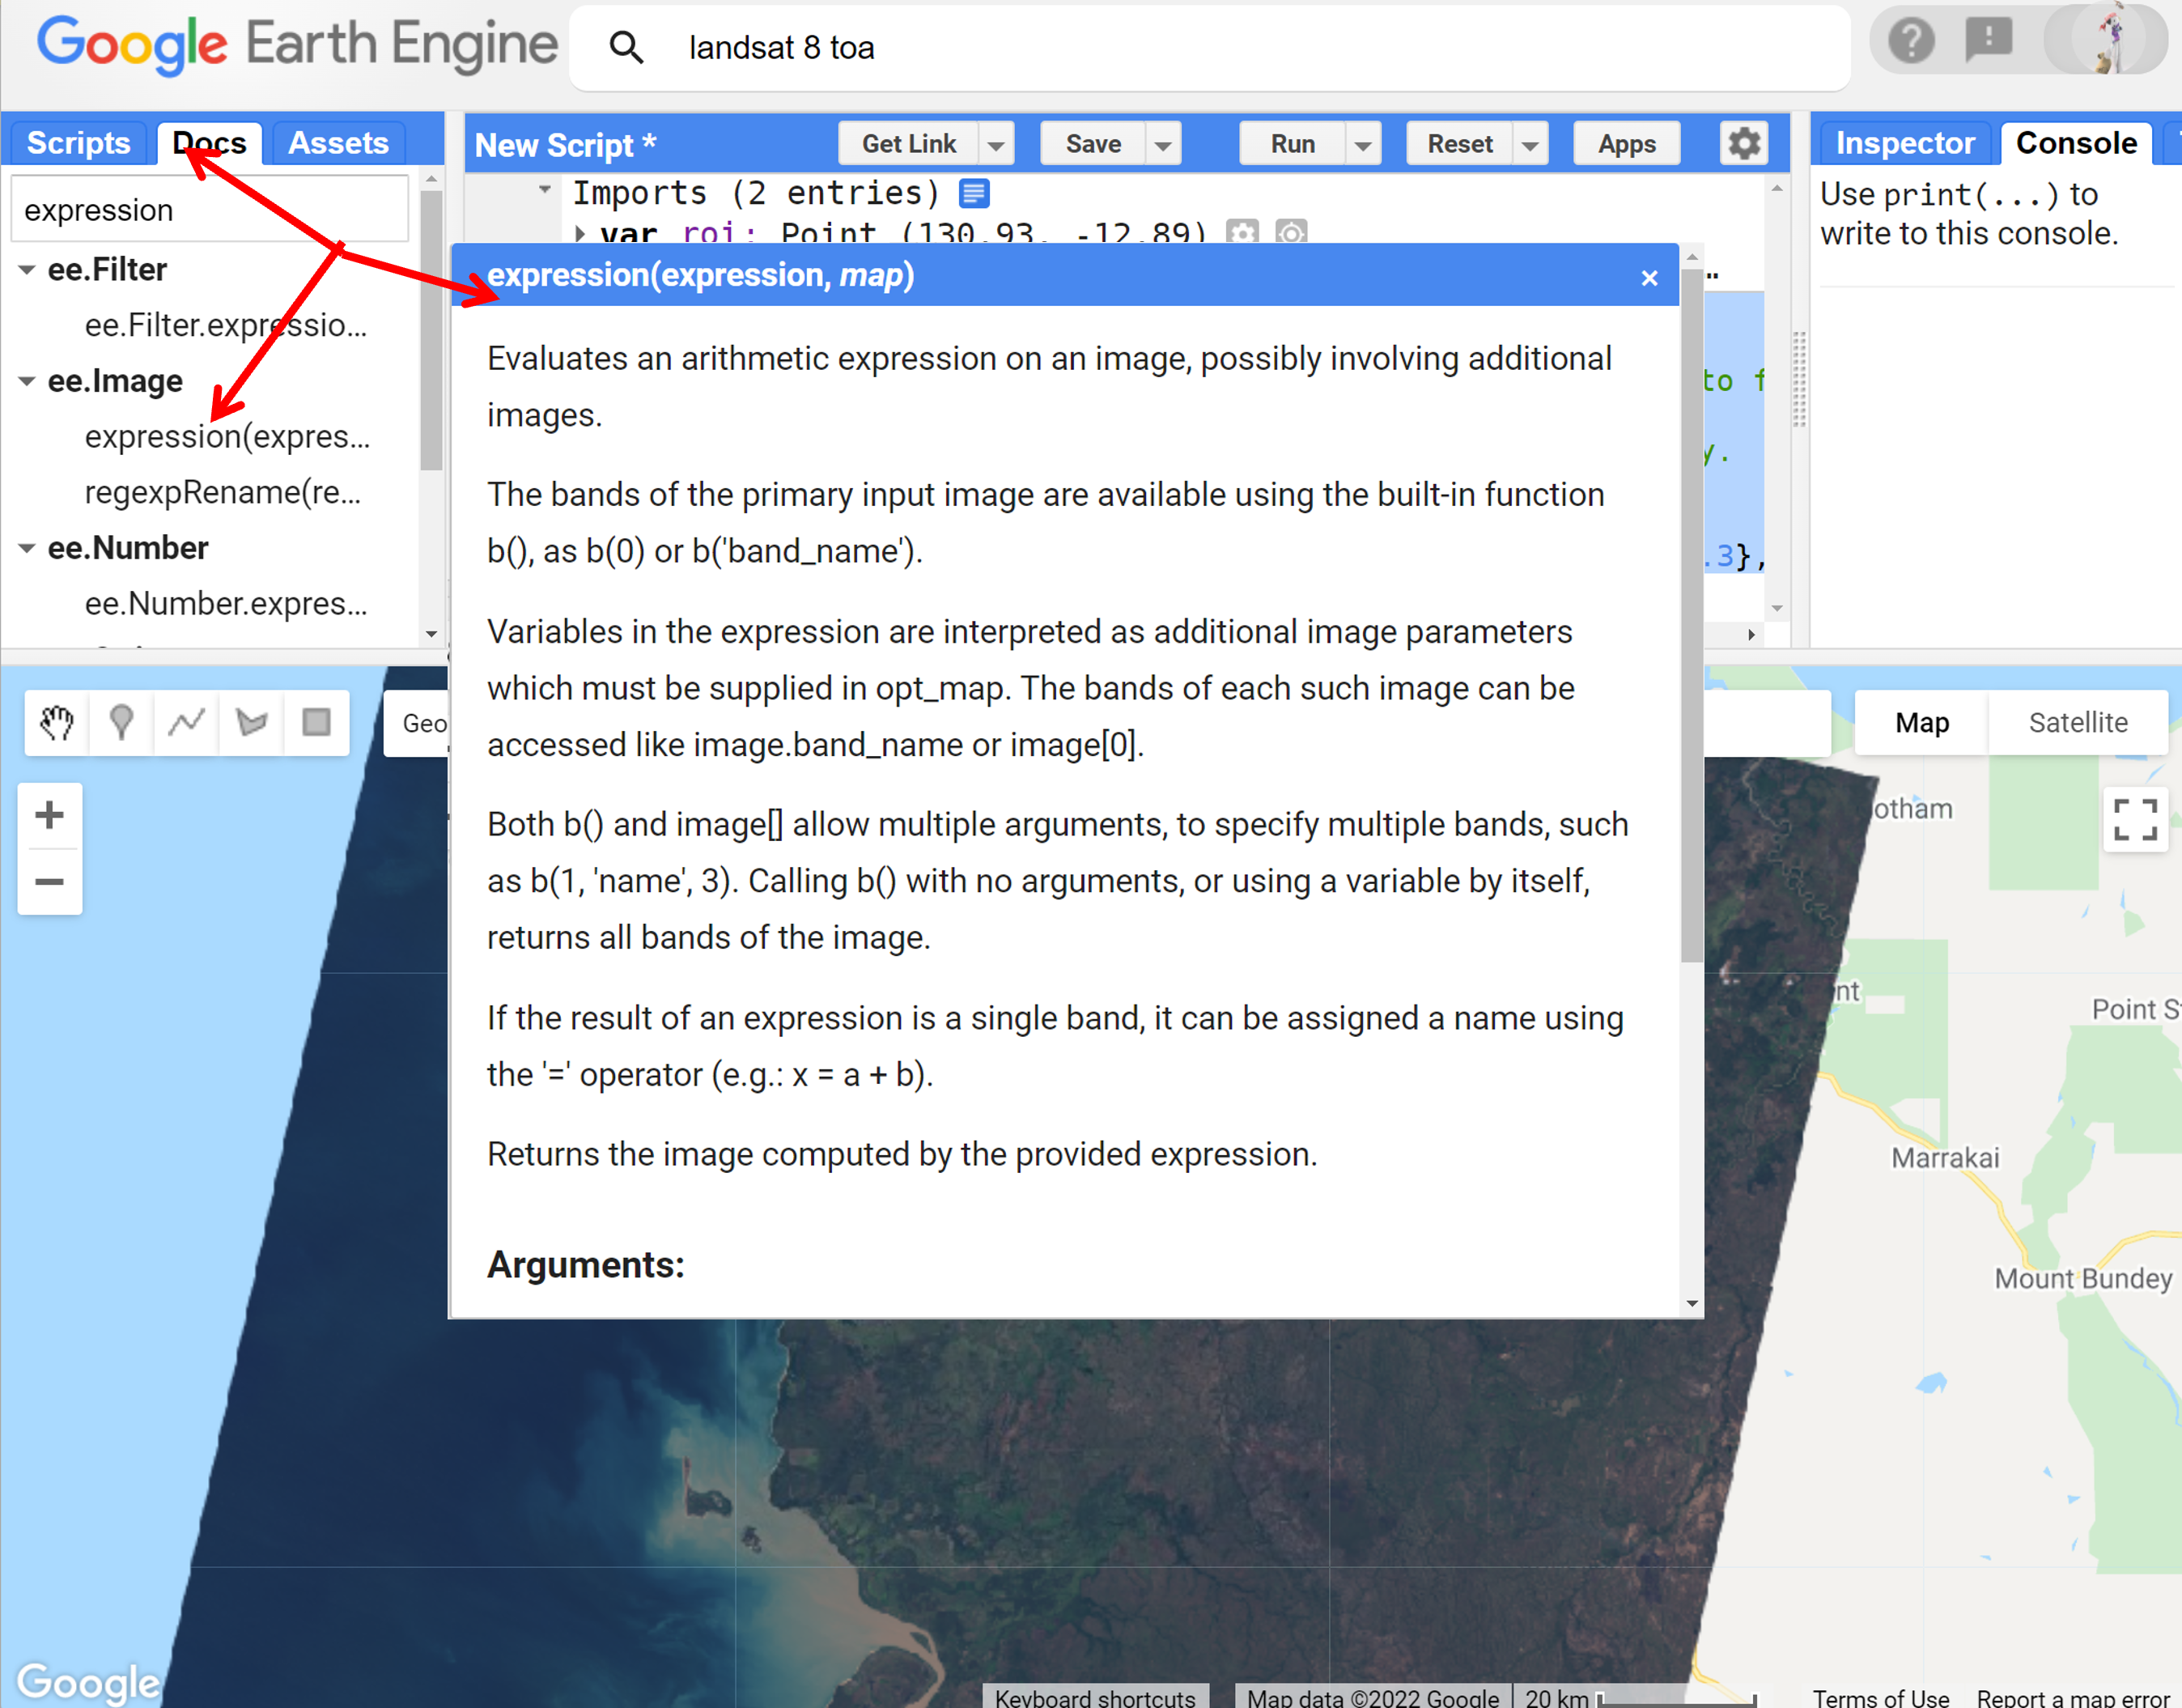 Google Earth Engine
landsat 8 toa
Scripts
Docs
Assets
New Script *
Get Link
Save
Run
Reset
Apps
Inspector
Console
expression
ee.Filter
ee.Filter.expressio...
ee.Image
expression(expres...
regexpRename(re...
ee.Number
ee.Number.expres...
Imports (2 entries)
var roi: Point (130.93, -12.89)
Use print(...) to
write to this console.
expression(expression, map)
Evaluates an arithmetic expression on an image, possibly involving additional
images.
The bands of the primary input image are available using the built-in function
b(), as b(0) or b('band_name').
Variables in the expression are interpreted as additional image parameters
which must be supplied in opt_map. The bands of each such image can be
accessed like image.band_name or image[0].
Both b() and image[] allow multiple arguments, to specify multiple bands, such
as b(1, 'name', 3). Calling b() with no arguments, or using a variable by itself,
returns all bands of the image.
If the result of an expression is a single band, it can be assigned a name using
the '=' operator (e.g.: x = a + b).
Returns the image computed by the provided expression.
Arguments:
to f
y.
.3},
Geo
Map
Satellite
otham
nt
Point S
Marrakai
Mount Bundey
Google
Keyboard shortcuts
Map data ©2022 Google
20 km
Terms of Use
Report a map error